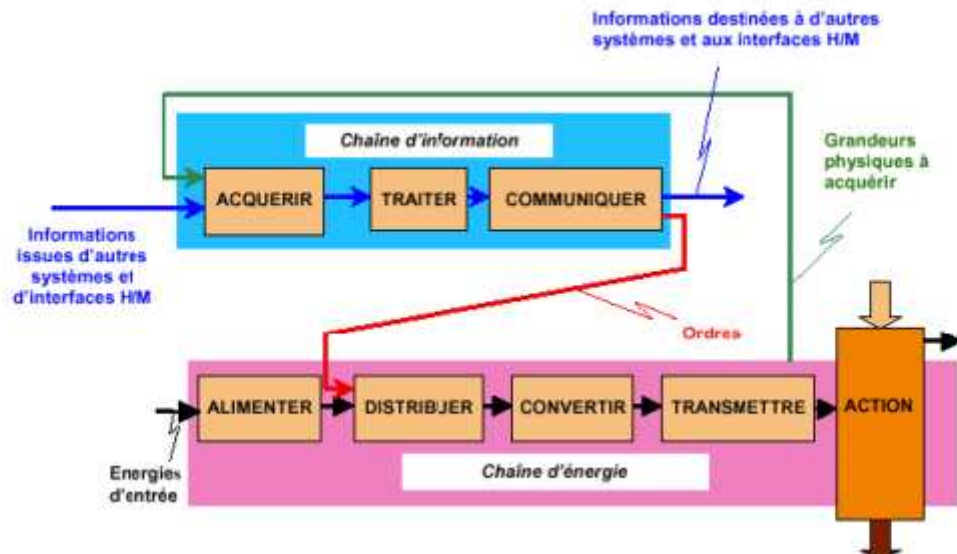 Informations destinées à d'autres
systèmes et aux interfaces H/M
Chaîne d'information
Grandeurs
physiques à
acquérir
ACQUERIR
TRAITER
COMMUNIQUER
Informations
issues d'autres
systèmes et
d'interfaces H/M
Ordres
ALIMENTER
DISTRIBUER
CONVERTIR
TRANSMETTRE
ACTION
Energies
d'entrée
Chaîne d'énergie